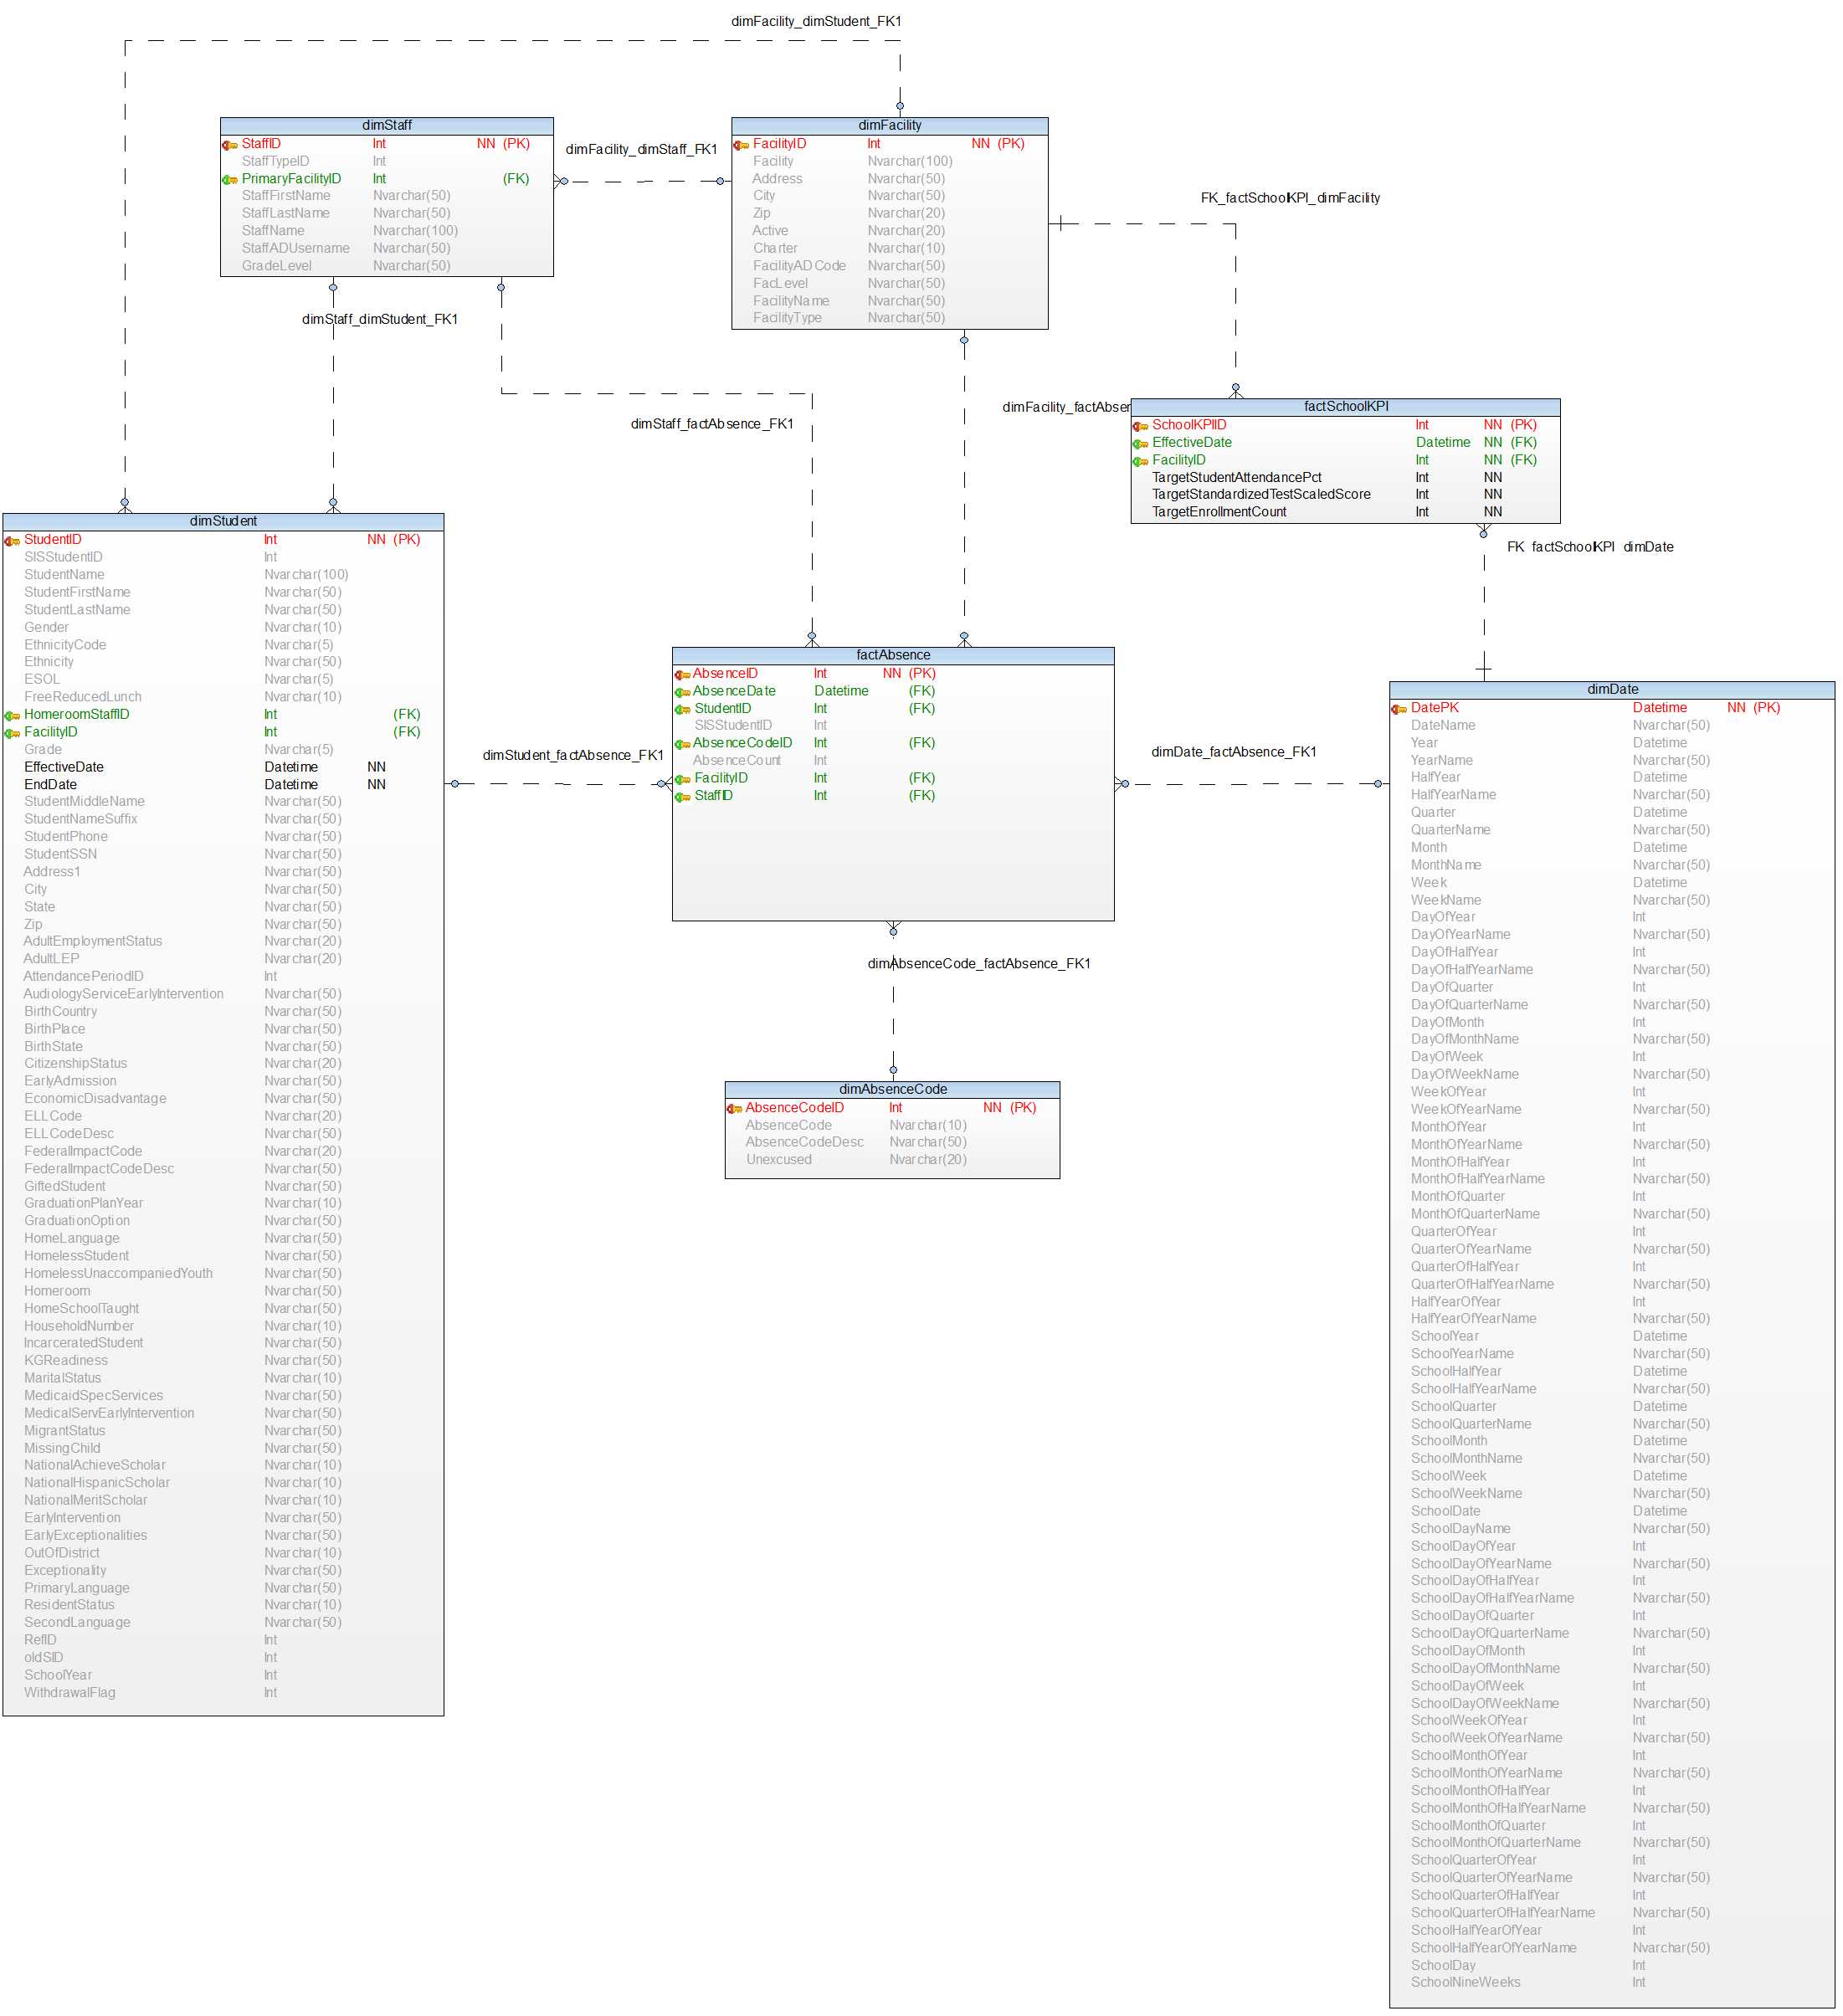 dimFacility_dimStudent_FK1
dimStaff
StaffID Int NN (PK)
StaffTypeID Int
PrimaryFacilityID Int (FK)
StaffFirstName Nvarchar(50)
StaffLastName Nvarchar(50)
StaffName Nvarchar(100)
StaffADUsername Nvarchar(50)
GradeLevel Nvarchar(50)
dimFacility_dimStaff_FK1
dimFacility
FacilityID Int NN (PK)
Facility Nvarchar(100)
Address Nvarchar(50)
City Nvarchar(50)
Zip Nvarchar(20)
Active Nvarchar(20)
Charter Nvarchar(10)
FacilityADCode Nvarchar(50)
FacLevel Nvarchar(50)
FacilityName Nvarchar(50)
FacilityType Nvarchar(50)
FK_factSchoolKPI_dimFacility
dimStaff_dimStudent_FK1
dimStaff_factAbsence_FK1
dimFacility_factAbsen
factSchoolKPI
SchoolKPIID Int NN (PK)
EffectiveDate Datetime NN (FK)
FacilityID Int NN (FK)
TargetStudentAttendancePct Int NN
TargetStandardizedTestScaledScore Int NN
TargetEnrollmentCount Int NN
FK_factSchoolKPI_dimDate
dimStudent
StudentID Int NN (PK)
SISStudentID Int
StudentName Nvarchar(100)
StudentFirstName Nvarchar(50)
StudentLastName Nvarchar(50)
Gender Nvarchar(10)
EthnicityCode Nvarchar(5)
Ethnicity Nvarchar(50)
ESOL Nvarchar(5)
FreeReducedLunch Nvarchar(10)
HomeroomStaffID Int (FK)
FacilityID Int (FK)
Grade Nvarchar(5)
EffectiveDate Datetime NN
EndDate Datetime NN
StudentMiddleName Nvarchar(50)
StudentNameSuffix Nvarchar(50)
StudentPhone Nvarchar(50)
StudentSSN Nvarchar(50)
Address1 Nvarchar(50)
City Nvarchar(50)
State Nvarchar(50)
Zip Nvarchar(50)
AdultEmploymentStatus Nvarchar(20)
AdultLEP Nvarchar(20)
AttendancePeriodID Int
AudiologyServiceEarlyIntervention Nvarchar(50)
BirthCountry Nvarchar(50)
BirthPlace Nvarchar(50)
BirthState Nvarchar(50)
CitizenshipStatus Nvarchar(20)
EarlyAdmission Nvarchar(50)
EconomicDisadvantage Nvarchar(50)
ELLCode Nvarchar(20)
ELLCodeDesc Nvarchar(50)
FederalImpactCode Nvarchar(20)
FederalImpactCodeDesc Nvarchar(50)
GiftedStudent Nvarchar(50)
GraduationPlanYear Nvarchar(10)
GraduationOption Nvarchar(50)
HomeLanguage Nvarchar(50)
HomelessStudent Nvarchar(50)
HomelessUnaccompaniedYouth Nvarchar(50)
Homeroom Nvarchar(50)
HomeSchoolTaught Nvarchar(50)
HouseholdNumber Nvarchar(10)
IncarceratedStudent Nvarchar(50)
KGReadiness Nvarchar(50)
MaritalStatus Nvarchar(10)
MedicaidSpecServices Nvarchar(50)
MedicalServEarlyIntervention Nvarchar(50)
MigrantStatus Nvarchar(50)
MissingChild Nvarchar(50)
NationalAchieveScholar Nvarchar(10)
NationalHispanicScholar Nvarchar(10)
NationalMeritScholar Nvarchar(10)
EarlyIntervention Nvarchar(50)
EarlyExceptionalities Nvarchar(50)
OutOfDistrict Nvarchar(10)
Exceptionality Nvarchar(50)
PrimaryLanguage Nvarchar(50)
ResidentStatus Nvarchar(10)
SecondLanguage Nvarchar(50)
RefID Int
oldSID Int
SchoolYear Int
WithdrawalFlag Int
dimStudent_factAbsence_FK1
factAbsence
AbsenceID Int NN (PK)
AbsenceDate Datetime (FK)
StudentID Int (FK)
SISStudentID Int
AbsenceCodeID Int (FK)
AbsenceCount Int
FacilityID Int (FK)
StaffID Int (FK)
dimDate_factAbsence_FK1
dimAbsenceCode_factAbsence_FK1
dimAbsenceCode
AbsenceCodeID Int NN (PK)
AbsenceCode Nvarchar(10)
AbsenceCodeDesc Nvarchar(50)
Unexcused Nvarchar(20)
dimDate
DatePK Datetime NN (PK)
DateName Nvarchar(50)
Year Datetime
YearName Nvarchar(50)
HalfYear Datetime
HalfYearName Nvarchar(50)
Quarter Datetime
QuarterName Nvarchar(50)
Month Datetime
MonthName Nvarchar(50)
Week Datetime
WeekName Nvarchar(50)
DayOfYear Int
DayOfYearName Nvarchar(50)
DayOfHalfYear Int
DayOfHalfYearName Nvarchar(50)
DayOfQuarter Int
DayOfQuarterName Nvarchar(50)
DayOfMonth Int
DayOfMonthName Nvarchar(50)
DayOfWeek Int
DayOfWeekName Nvarchar(50)
WeekOfYear Int
WeekOfYearName Nvarchar(50)
MonthOfYear Int
MonthOfYearName Nvarchar(50)
MonthOfHalfYear Int
MonthOfHalfYearName Nvarchar(50)
MonthOfQuarter Int
MonthOfQuarterName Nvarchar(50)
QuarterOfYear Int
QuarterOfYearName Nvarchar(50)
QuarterOfHalfYear Int
QuarterOfHalfYearName Nvarchar(50)
HalfYearOfYear Int
HalfYearOfYearName Nvarchar(50)
SchoolYear Datetime
SchoolYearName Nvarchar(50)
SchoolHalfYear Datetime
SchoolHalfYearName Nvarchar(50)
SchoolQuarter Datetime
SchoolQuarterName Nvarchar(50)
SchoolMonth Datetime
SchoolMonthName Nvarchar(50)
SchoolWeek Datetime
SchoolWeekName Nvarchar(50)
SchoolDate Datetime
SchoolDayName Nvarchar(50)
SchoolDayOfYear Int
SchoolDayOfYearName Nvarchar(50)
SchoolDayOfHalfYear Int
SchoolDayOfHalfYearName Nvarchar(50)
SchoolDayOfQuarter Int
SchoolDayOfQuarterName Nvarchar(50)
SchoolDayOfMonth Int
SchoolDayOfMonthName Nvarchar(50)
SchoolDayOfWeek Int
SchoolDayOfWeekName Nvarchar(50)
SchoolWeekOfYear Int
SchoolWeekOfYearName Nvarchar(50)
SchoolMonthOfYear Int
SchoolMonthOfYearName Nvarchar(50)
SchoolMonthOfHalfYear Int
SchoolMonthOfHalfYearName Nvarchar(50)
SchoolMonthOfQuarter Int
SchoolMonthOfQuarterName Nvarchar(50)
SchoolQuarterOfYear Int
SchoolQuarterOfYearName Nvarchar(50)
SchoolQuarterOfHalfYear Int
SchoolQuarterOfHalfYearName Nvarchar(50)
SchoolHalfYearOfYear Int
SchoolHalfYearOfYearName Nvarchar(50)
SchoolDay Int
SchoolNineWeeks Int